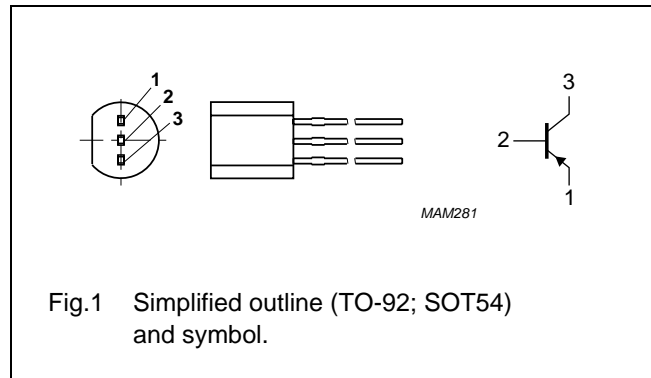 1
2
3
3
2
1
MAM281
Fig.1 Simplified outline (TO-92; SOT54)
and symbol.